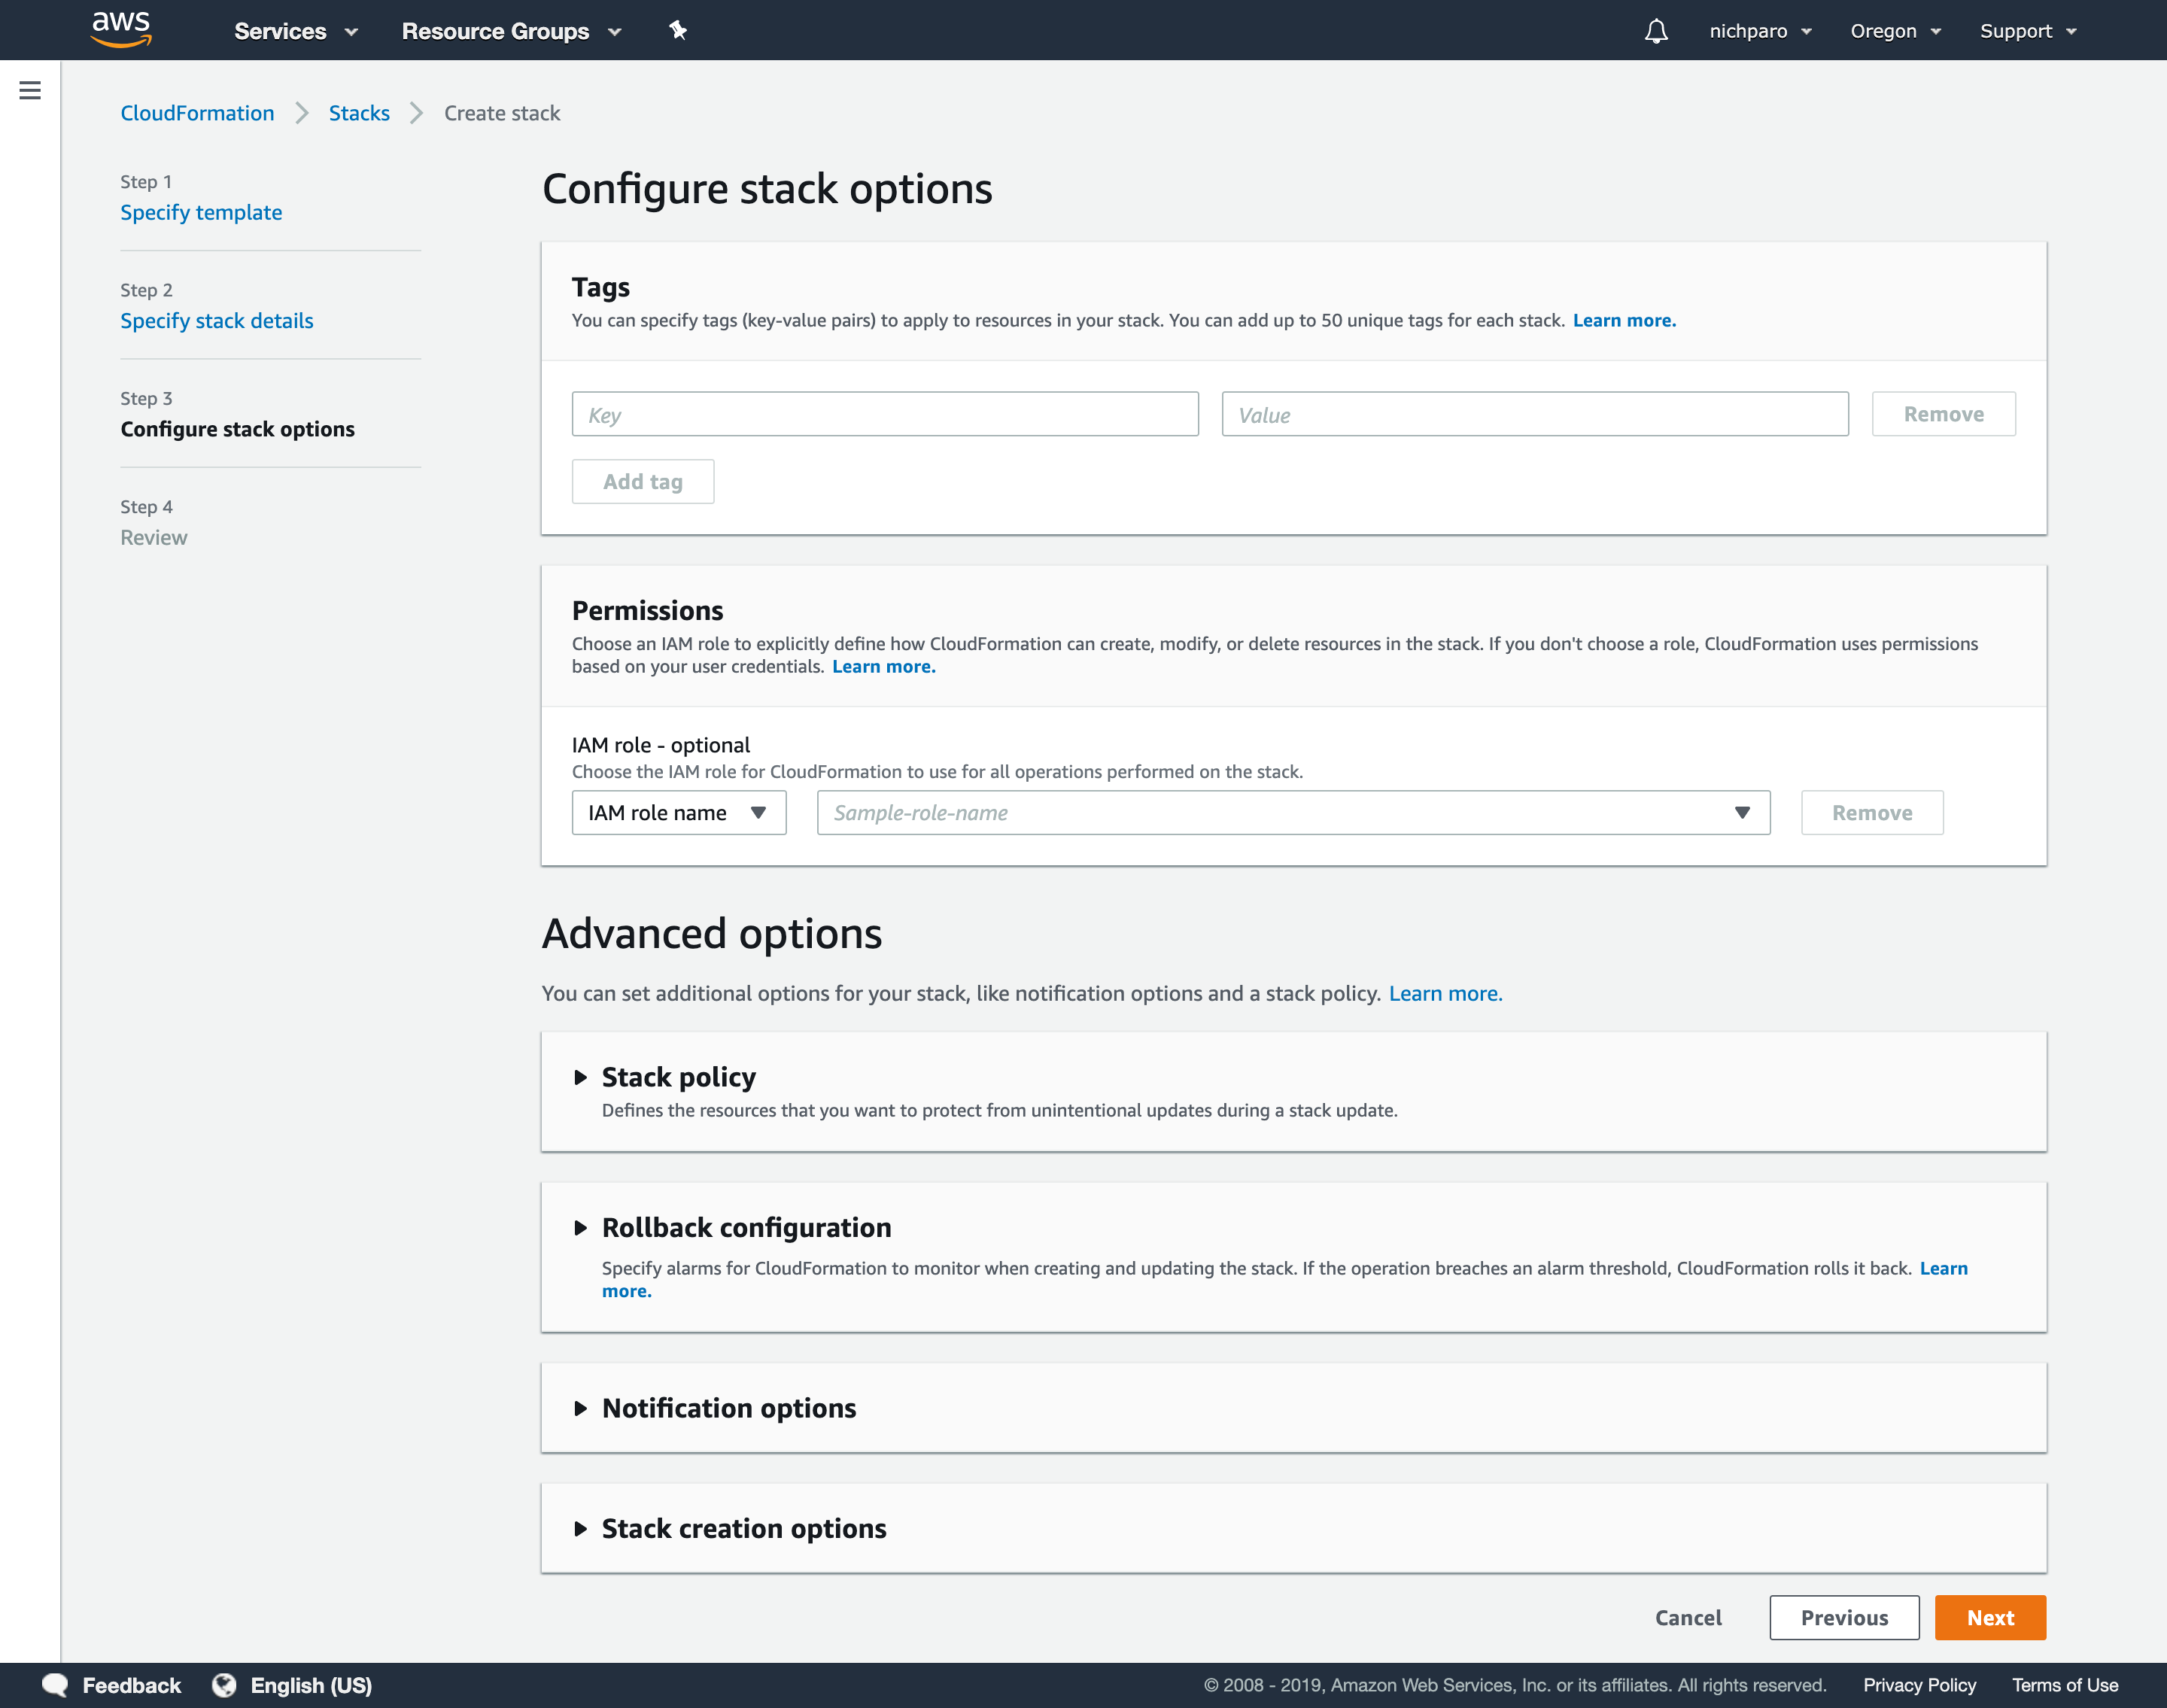 aws
Services
Resource Groups
nichparo
Oregon
Support
CloudFormation
Stacks
Create stack
Step 1
Specify template
Step 2
Specify stack details
Step 3
Configure stack options
Step 4
Review
Configure stack options
Tags
You can specify tags (key-value pairs) to apply to resources in your stack. You can add up to 50 unique tags for each stack. Learn more.
Key
Value
Remove
Add tag
Permissions
Choose an IAM role to explicitly define how CloudFormation can create, modify, or delete resources in the stack. If you don't choose a role, CloudFormation uses permissions
based on your user credentials. Learn more.
IAM role - optional
Choose the IAM role for CloudFormation to use for all operations performed on the stack.
IAM role name
Sample-role-name
Remove
Advanced options
You can set additional options for your stack, like notification options and a stack policy. Learn more.
Stack policy
Defines the resources that you want to protect from unintentional updates during a stack update.
Rollback configuration
Specify alarms for CloudFormation to monitor when creating and updating the stack. If the operation breaches an alarm threshold, CloudFormation rolls it back. Learn
more.
Notification options
Stack creation options
Cancel
Previous
Next
Feedback
English (US)
© 2008 - 2019, Amazon Web Services, Inc. or its affiliates. All rights reserved.
Privacy Policy
Terms of Use